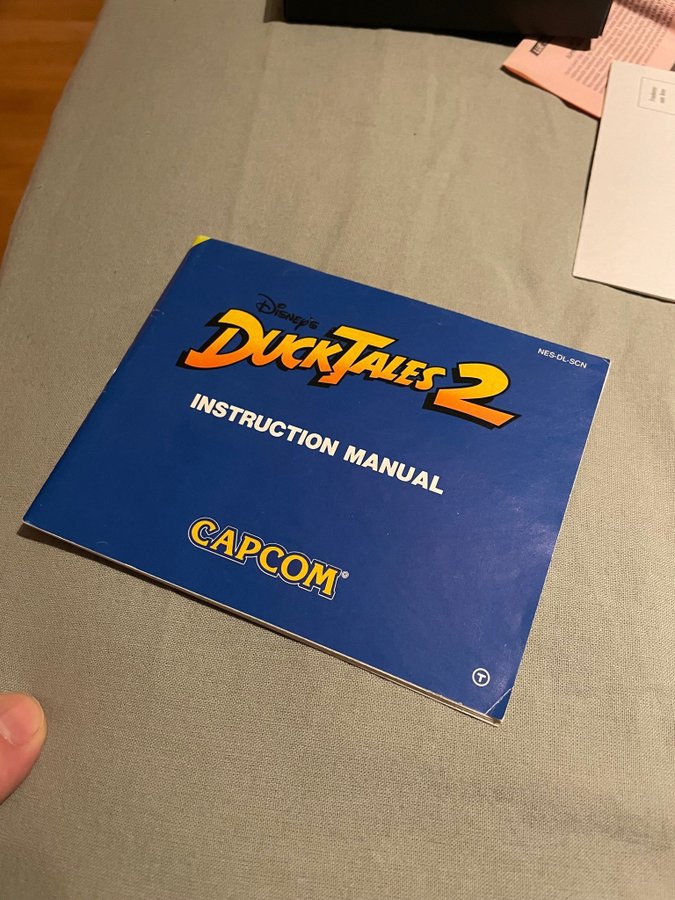 Disney's
DUCKTALES 2
NES-DL-SCN
INSTRUCTION MANUAL
CAPCOM®
T